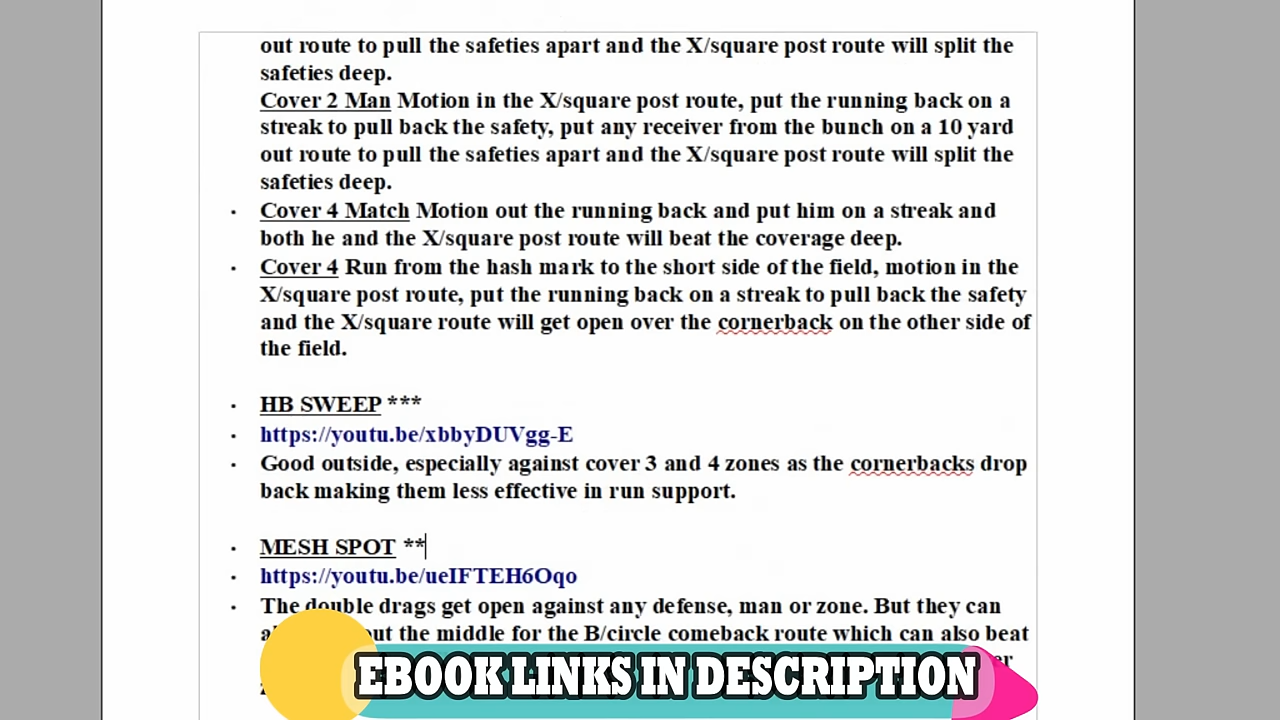 out route to pull the safeties apart and the X/square post route will split the
safeties deep.
Cover 2 Man Motion in the X/square post route, put the running back on a
streak to pull back the safety, put any receiver from the bunch on a 10 yard
out route to pull the safeties apart and the X/square post route will split the
safeties deep.
· Cover 4 Match Motion out the running back and put him on a streak and
both he and the X/square post route will beat the coverage deep.
· Cover 4 Run from the hash mark to the short side of the field, motion in the
X/square post route, put the running back on a streak to pull back the safety
and the X/square route will get open over the cornerback on the other side of
the field.
· HB SWEEP ***
· https://youtu.be/xbbyDUVgg-E
· Good outside, especially against cover 3 and 4 zones as the cornerbacks drop
back making them less effective in run support.
· MESH SPOT **
· https://youtu.be/ueIFTEH6Oqo
· The double drags get open against any defense, man or zone. But they can
the middle for the B/circle comeback route which can also beat
EBOOK LINKS IN DESCRIPTION